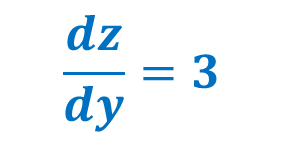 dz/dy = 3